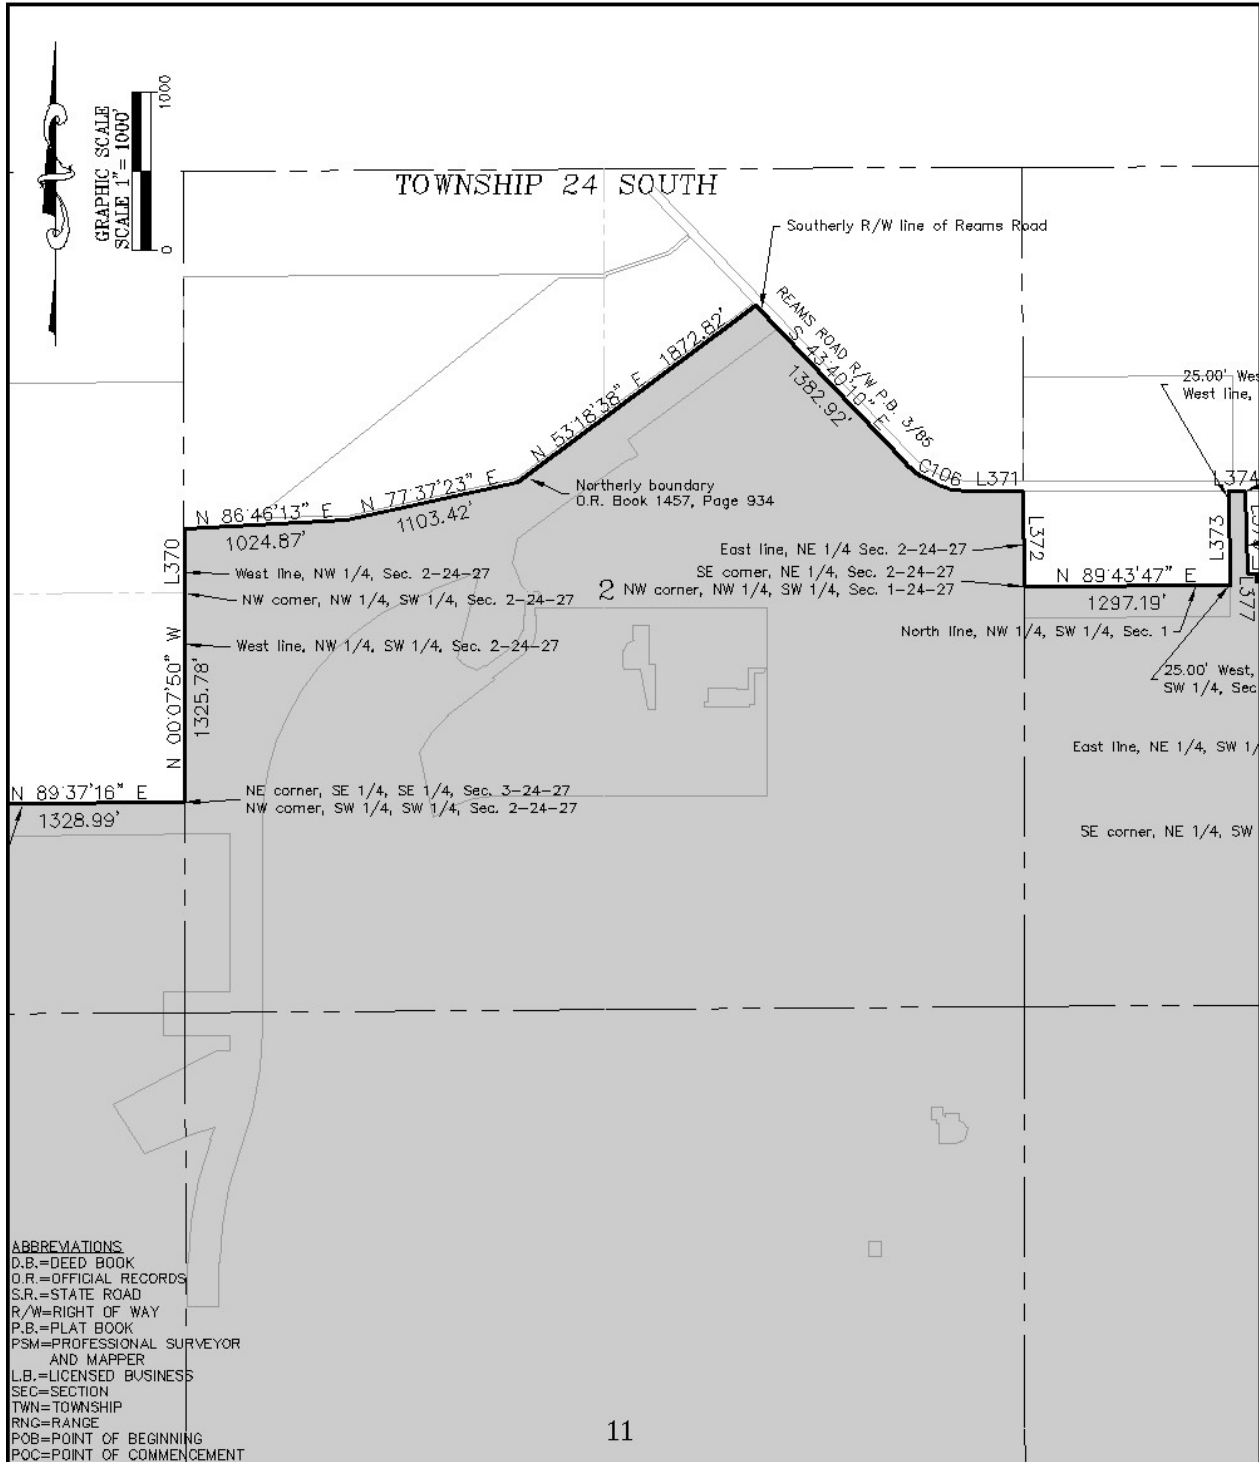 GRAPHIC SCALE
SCALE 1" = 1000'
0
1000
TOWNSHIP 24 SOUTH
Southerly R/W line of Reams Road
REAMS ROAD R/W P.B. 3/85
S 43°40'10" E
1382.92'
N 53°18'38" E 1872.82'
25.00' Wes
West line,
C106
L371
L374
N 77°37'23" E
1103.42'
Northerly boundary
O.R. Book 1457, Page 934
N 86°46'13" E
1024.87'
L370
L372
L373
L377
West line, NW 1/4, Sec. 2-24-27
NW corner, NW 1/4, SW 1/4, Sec. 2-24-27
West line, NW 1/4, SW 1/4, Sec. 2-24-27
East line, NE 1/4 Sec. 2-24-27
SE corner, NE 1/4, Sec. 2-24-27
2
NW corner, NW 1/4, SW 1/4, Sec. 1-24-27
N 89°43'47" E
1297.19'
North line, NW 1/4, SW 1/4, Sec. 1
25.00' West,
SW 1/4, Sec
East line, NE 1/4, SW 1/
N 00°07'50" W
1325.78'
N 89°37'16" E
1328.99'
NE corner, SE 1/4, SE 1/4, Sec. 3-24-27
NW corner, SW 1/4, SW 1/4, Sec. 2-24-27
SE corner, NE 1/4, SW
ABBREVIATIONS
D.B.=DEED BOOK
O.R.=OFFICIAL RECORDS
S.R.=STATE ROAD
R/W=RIGHT OF WAY
P.B.=PLAT BOOK
PSM=PROFESSIONAL SURVEYOR
AND MAPPER
L.B.=LICENSED BUSINESS
SEC=SECTION
TWN=TOWNSHIP
RNG=RANGE
POB=POINT OF BEGINNING
POC=POINT OF COMMENCEMENT
11